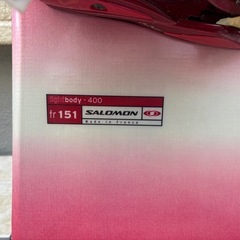 lightbody - 400
fr 151 SALOMON
Made in France